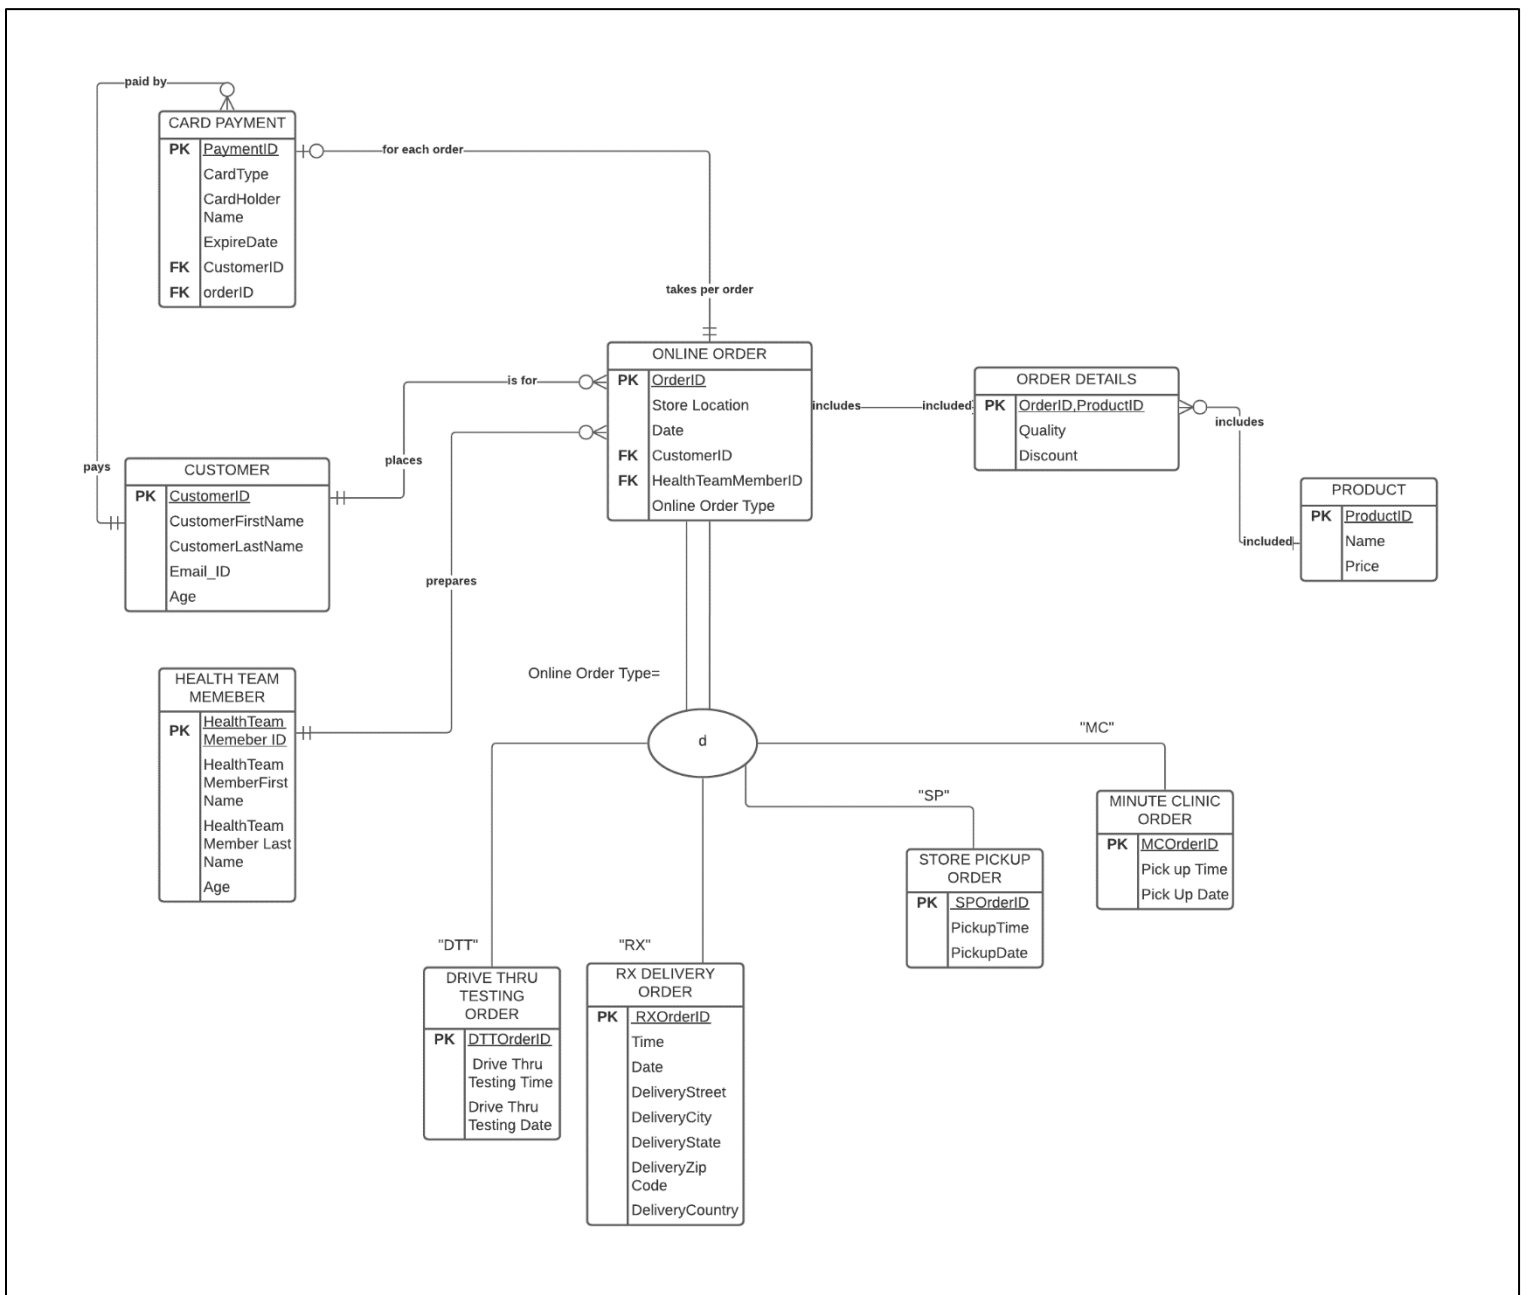 paid by
CARD PAYMENT
PK PaymentID
CardType
CardHolder
Name
ExpireDate
FK CustomerID
FK orderID
for each order
takes per order
ONLINE ORDER
PK OrderID
Store Location
Date
FK CustomerID
FK HealthTeamMemberID
Online Order Type
is for
places
pays
CUSTOMER
PK CustomerID
CustomerFirstName
CustomerLastName
Email_ID
Age
includes
included
ORDER DETAILS
PK OrderID,ProductID
Quality
Discount
includes
included
PRODUCT
PK ProductID
Name
Price
prepares
HEALTH TEAM
MEMEBER
PK HealthTeam
Memeber ID
HealthTeam
MemberFirst
Name
HealthTeam
Member Last
Name
Age
Online Order Type=
d
"MC"
"SP"
MINUTE CLINIC
ORDER
PK MCOrderID
Pick up Time
Pick Up Date
STORE PICKUP
ORDER
PK SPOrderID
PickupTime
PickupDate
"DTT"
"RX"
DRIVE THRU
TESTING
ORDER
PK DTTOrderID
Drive Thru
Testing Time
Drive Thru
Testing Date
RX DELIVERY
ORDER
PK RXOrderID
Time
Date
DeliveryStreet
DeliveryCity
DeliveryState
DeliveryZip
Code
DeliveryCountry